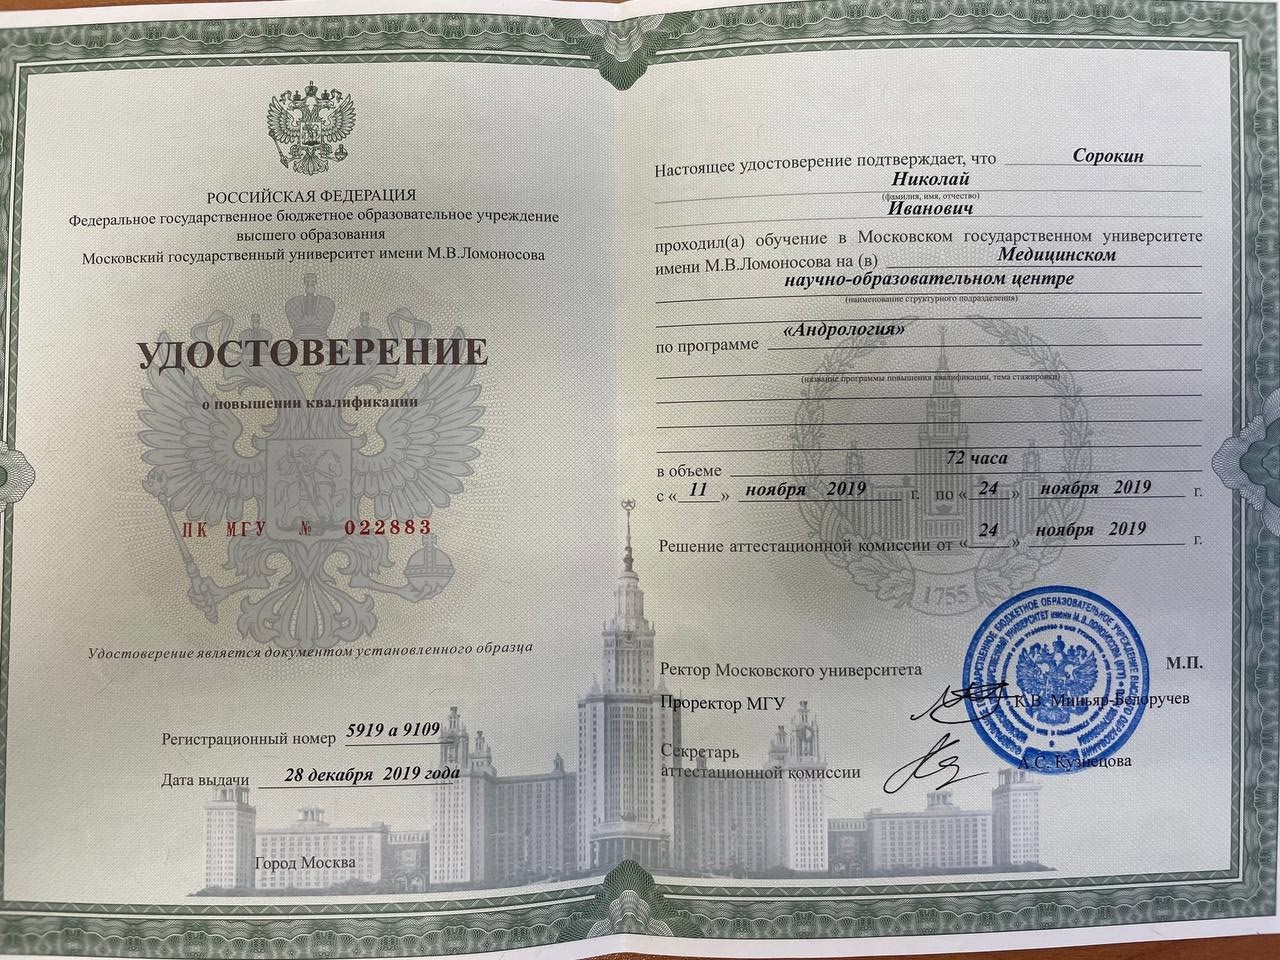 РОССИЙСКАЯ ФЕДЕРАЦИЯ
Федеральное государственное бюджетное образовательное учреждение
высшего образования
Московский государственный университет имени М.В.Ломоносова
УДОСТОВЕРЕНИЕ
о повышении квалификации
ПК МГУ № 022883
Удостоверение является документом установленного образца
Регистрационный номер 5919 а 9109
Дата выдачи 28 декабря 2019 года
Город Москва
Настоящее удостоверение подтверждает, что Сорокин
Николай
(фамилия, имя, отчество)
Иванович
проходил(а) обучение в Московском государственном университете
имени М.В.Ломоносова на (в) Медицинском
научно-образовательном центре
(наименование структурного подразделения)
«Андрология»
по программе
(название программы повышения квалификации, тема стажировки)
в объеме 72 часа
с « 11 » ноября 2019 г. по « 24 » ноября 2019 г.
Решение аттестационной комиссии от « 24 » ноября 2019 г.
1755
Ректор Московского университета
М.П.
Проректор МГУ К.В. Миньяр-Белоручев
Секретарь
аттестационной комиссии А.С. Кузнецова